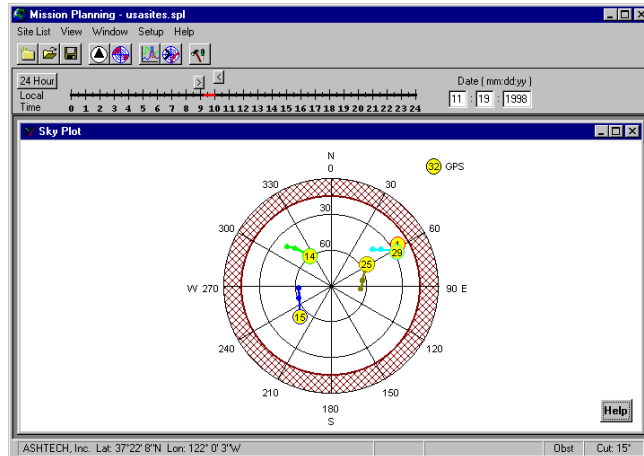 Mission Planning - usasites.spl
Site List View Window Setup Help
24 Hour
Local
Time
> <
0 1 2 3 4 5 6 7 8 9 10 11 12 13 14 15 16 17 18 19 20 21 22 23 24
Date ( mm:dd:yy )
11 : 19 : 1998
Sky Plot
N
0
32 GPS
330 30
30
300 60
60
14
25
29
W 270
90 E
15
240 120
210 150
180
S
Help
ASHTECH, Inc. Lat: 37°22' 8"N Lon: 122° 0' 3"W Obst Cut: 15°